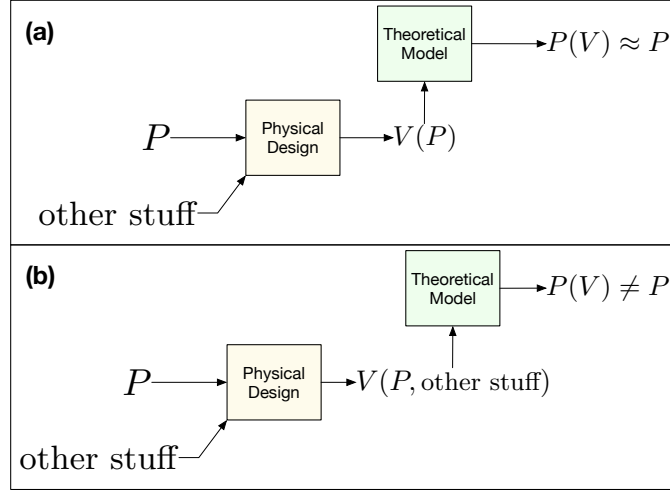 (a)
Theoretical
Model
P(V) ≈ P
P
Physical
Design
V(P)
other stuff
(b)
Theoretical
Model
P(V) ≠ P
P
Physical
Design
V(P, other stuff)
other stuff